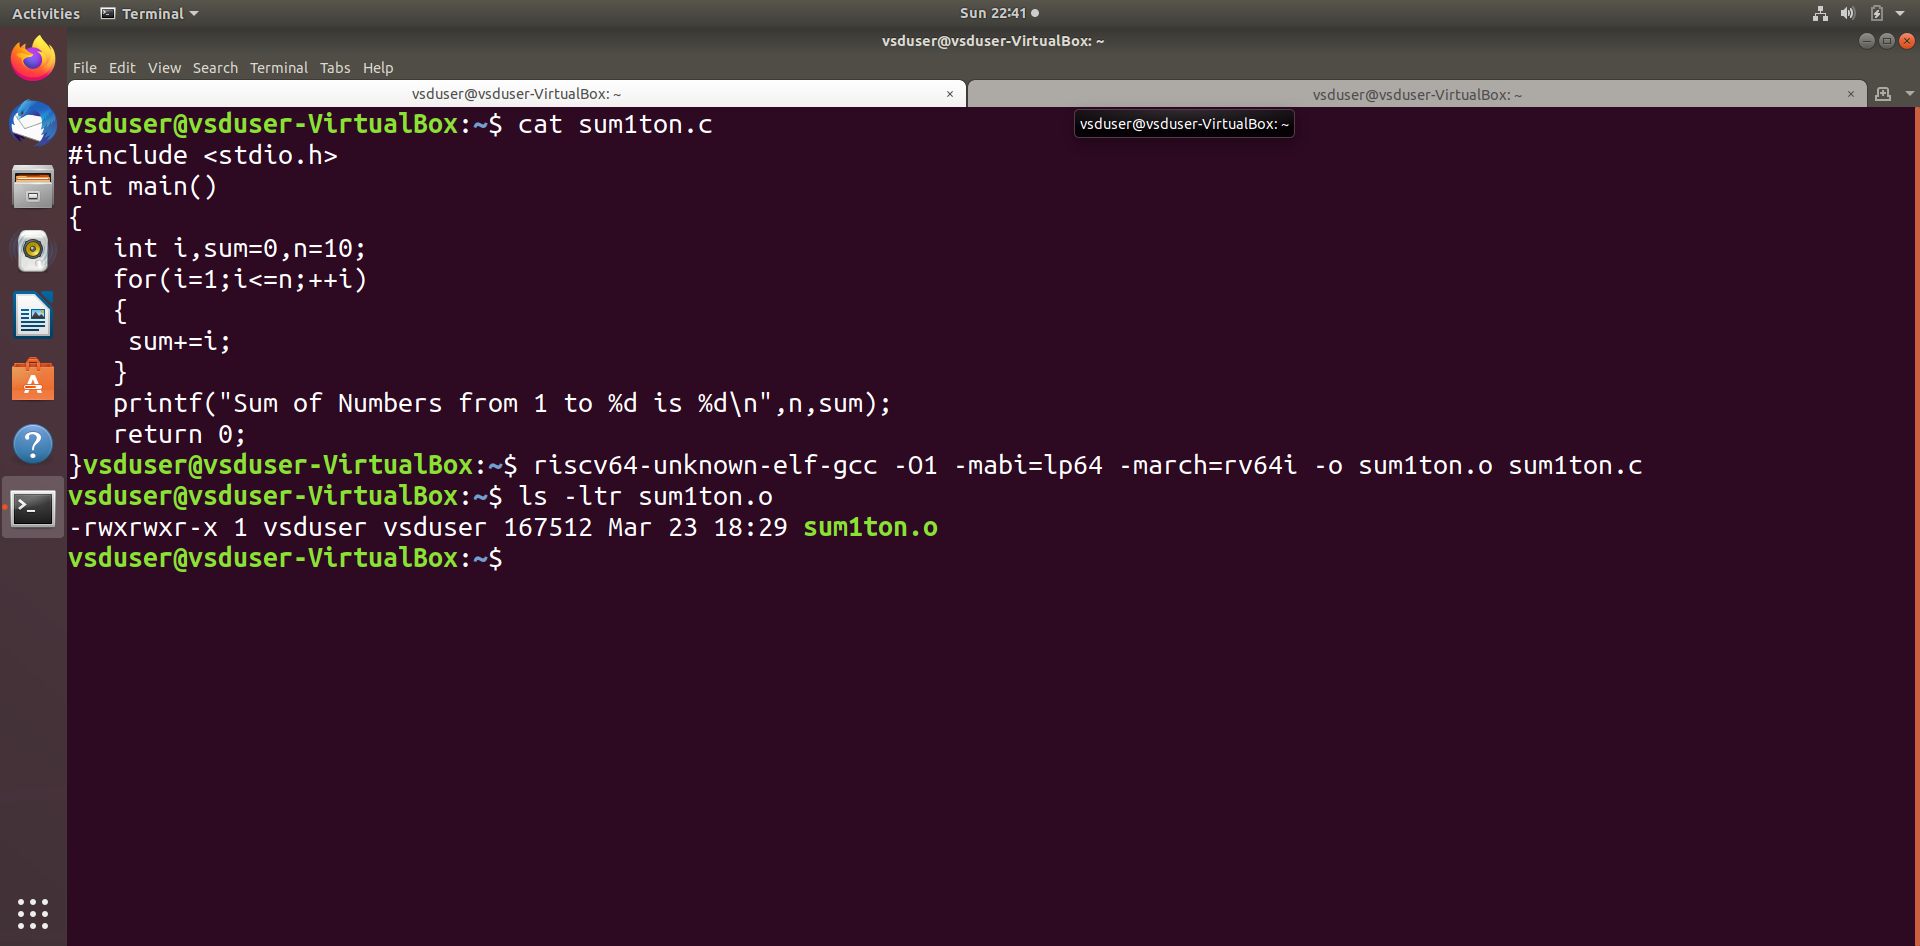 Activities Terminal Sun 22:41
vsduser@vsduser-VirtualBox: ~
File Edit View Search Terminal Tabs Help
vsduser@vsduser-VirtualBox: ~ × vsduser@vsduser-VirtualBox: ~ ×
vsduser@vsduser-VirtualBox: ~
vsduser@vsduser-VirtualBox:~$ cat sum1ton.c
#include <stdio.h>
int main()
{
   int i,sum=0,n=10;
   for(i=1;i<=n;++i)
   {
    sum+=i;
   }
   printf("Sum of Numbers from 1 to %d is %d\n",n,sum);
   return 0;
}vsduser@vsduser-VirtualBox:~$ riscv64-unknown-elf-gcc -O1 -mabi=lp64 -march=rv64i -o sum1ton.o sum1ton.c
vsduser@vsduser-VirtualBox:~$ ls -ltr sum1ton.o
-rwxrwxr-x 1 vsduser vsduser 167512 Mar 23 18:29 sum1ton.o
vsduser@vsduser-VirtualBox:~$